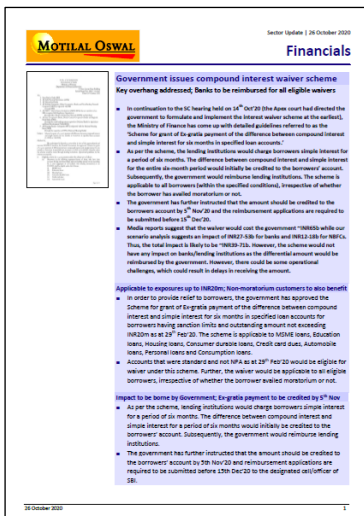 Sector Update | 26 October 2020
MOTILAL OSWAL
Financials
Government issues compound interest waiver scheme
Key overhang addressed; Banks to be reimbursed for all eligible waivers
■ In continuation to the SC hearing held on 14th Oct'20 (the Apex court had directed the
government to formulate and implement the Interest waiver scheme at the earliest),
the Ministry of Finance has come up with detailed guidelines referred to as the
'Scheme for grant of Ex-gratia payment of the difference between compound interest
and simple interest for six months in specified loan accounts.'
■ As per the scheme, the lending institutions would charge borrowers simple interest for
a period of six months. The difference between compound interest and simple interest
for the entire six-month period would initially be credited to the borrowers' account.
Subsequently, the government would reimburse lending institutions. The scheme is
applicable to all borrowers (within the specified conditions), irrespective of whether
the borrower has availed moratorium or not.
■ The government has further instructed that the amount should be credited to the
borrowers account by 5th Nov'20 and the reimbursement applications are required to
be submitted before 15th Dec'20.
■ Media reports suggest that the waiver would cost the government ~INR65b while our
scenario analysis suggests an impact of INR27-53b for banks and INR12-18b for NBFCs.
Thus, the total impact is likely to be ~INR39-71b. However, the scheme would not
have any impact on banks/lending institutions as the differential amount would be
reimbursed by the government. However, there could be some operational
challenges, which could result in delays in receiving the amount.
Applicable to exposures up to INR20m; Non-moratorium customers to also benefit
■ In order to provide relief to borrowers, the government has approved the
Scheme for grant of Ex-gratia payment of the difference between compound
interest and simple interest for six months in specified loan accounts for
borrowers having sanction limits and outstanding amount not exceeding
INR20m as at 29th Feb'20. The scheme is applicable to MSME loans, Education
loans, Housing loans, Consumer durable loans, Credit card dues, Automobile
loans, Personal loans and Consumption loans.
■ Accounts that were standard and not NPA as at 29th Feb'20 would be eligible for
waiver under this scheme. Further, the waiver would be applicable to all eligible
borrowers, irrespective of whether the borrower availed moratorium or not.
Impact to be borne by Government; Ex-gratia payment to be credited by 5th Nov
■ As per the scheme, lending institutions would charge borrowers simple interest
for a period of six months. The difference between compound interest and
simple interest for a period of six months would initially be credited to the
borrowers' account. Subsequently, the government would reimburse lending
institutions.
■ The government has further instructed that the amount should be credited to
the borrowers' account by 5th Nov'20 and reimbursement applications are
required to be submitted before 15th Dec'20 to the designated cell/officer of
SBI.
26 October 2020
1